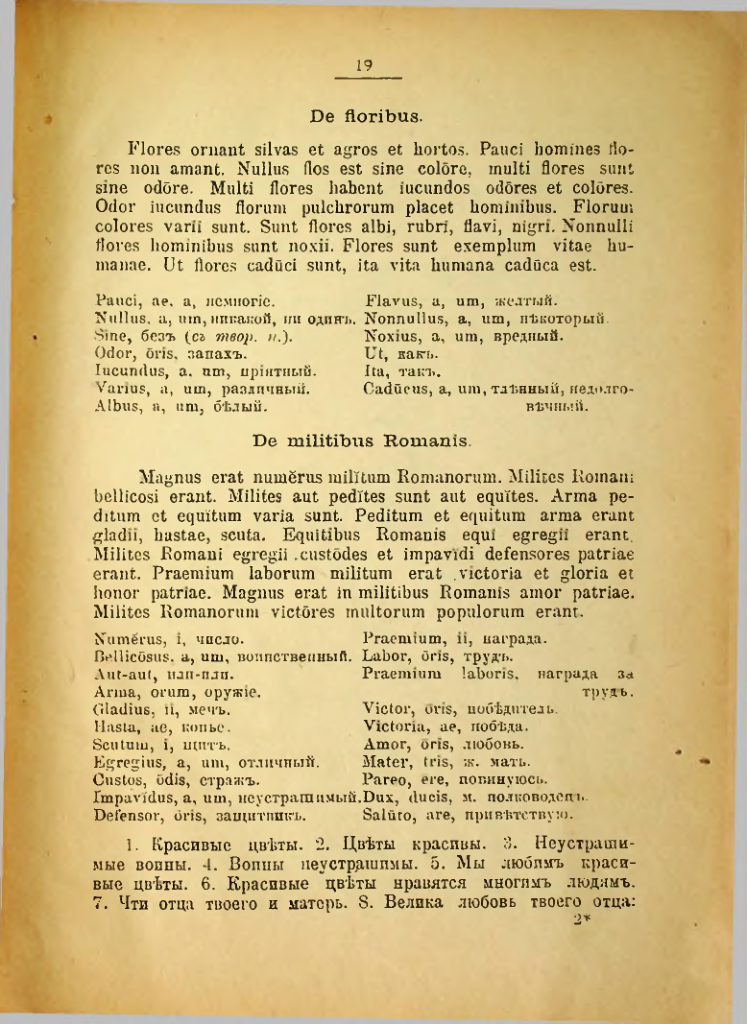 19
De floribus.
Flores ornant silvas et agros et hortos. Pauci homines flo-
res non amant. Nullus flos est sine colōre, multi flores sunt
sine odōre. Multi flores habent iucundos odōres et colōres.
Odor iucundus florum pulchrorum placet hominibus. Florum
colores varii sunt. Sunt flores albi, rubri, flavi, nigri. Nonnulli
flores hominibus sunt noxii. Flores sunt exemplum vitae hu-
manae. Ut flores cadūci sunt, ita vita humana cadūca est.
Pauci, ae, a, немногіе.
Nullus, a, um, никакой, ни одинъ.
Sine, безъ (съ твор. п.).
Odor, ōris, запахъ.
Iucundus, a, um, пріятный.
Varius, a, um, различный.
Albus, a, um, бѣлый.
Flavus, a, um, желтый.
Nonnullus, a, um, нѣкоторый.
Noxius, a, um, вредный.
Ut, какъ.
Ita, такъ.
Cadūcus, a, um, тлѣнный, недолго-
вѣчный.
De militibus Romanis.
Magnus erat numĕrus milĭtum Romanorum. Milites Romani
bellicosi erant. Milites aut pedĭtes sunt aut equĭtes. Arma pe-
ditum et equĭtum varia sunt. Peditum et equitum arma erant
gladii, hastae, scuta. Equitibus Romanis equi egregii erant.
Milites Romani egregii custōdes et impavĭdi defensores patriae
erant. Praemium laborum militum erat victoria et gloria et
honor patriae. Magnus erat in militibus Romanis amor patriae.
Milites Romanorum victōres multorum populorum erant.
Numĕrus, i, число.
Bellicōsus, a, um, воинственный.
Aut-aut, или-или.
Arma, orum, оружіе.
Gladius, ii, мечъ.
Hasta, ae, копье.
Scutum, i, щитъ.
Egregius, a, um, отличный.
Custos, ōdis, стражъ.
Impavĭdus, a, um, неустрашимый.
Defensor, ōris, защитникъ.
Praemium, ii, награда.
Labor, ōris, трудъ.
Praemium laboris, награда за
трудъ.
Victor, ōris, побѣдитель.
Victoria, ae, побѣда.
Amor, ōris, любовь.
Mater, tris, ж. мать.
Pareo, ere, повинуюсь.
Dux, ducis, м. полководецъ.
Salūto, are, привѣтствую.
1. Красивые цвѣты. 2. Цвѣты красивы. 3. Неустраши-
мые воины. 4. Воины неустрашимы. 5. Мы любимъ краси-
вые цвѣты. 6. Красивые цвѣты нравятся многимъ людямъ.
7. Чти отца твоего и матерь. 8. Велика любовь твоего отца:
2*